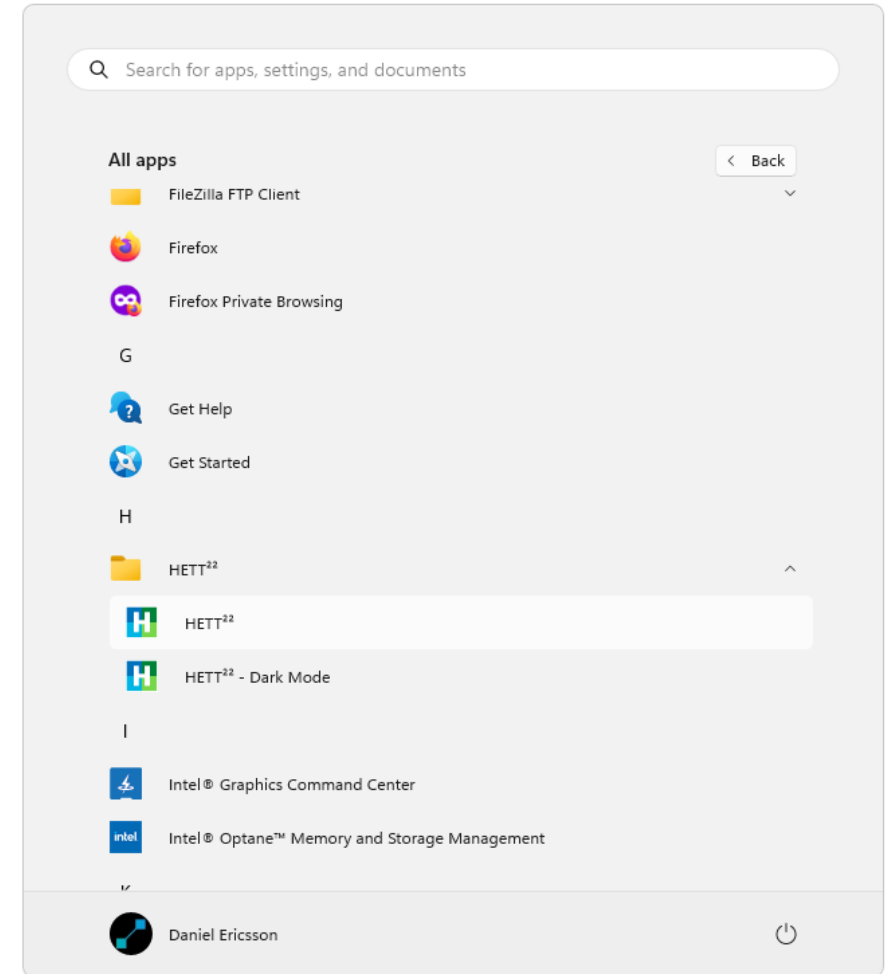 Search for apps, settings, and documents
All apps
Back
FileZilla FTP Client
Firefox
Firefox Private Browsing
G
Get Help
Get Started
H
HETT²²
HETT²²
HETT²² - Dark Mode
I
Intel® Graphics Command Center
intel
Intel® Optane™ Memory and Storage Management
Daniel Ericsson